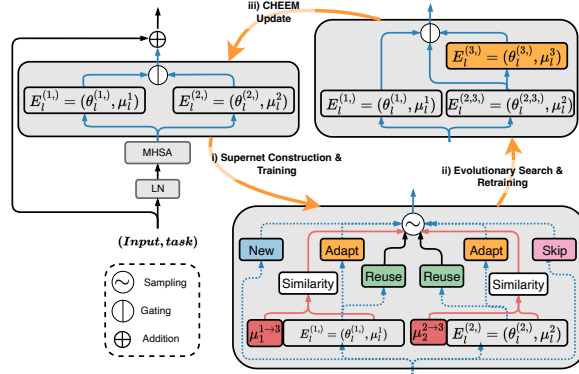 iii) CHEEM
Update
E_l^{(1,)} = (θ_l^{(1,)}, μ_l^1)
E_l^{(2,)} = (θ_l^{(2,)}, μ_l^2)
MHSA
LN
(Input, task)
Sampling
Gating
Addition
E_l^{(3,)} = (θ_l^{(3,)}, μ_l^3)
E_l^{(1,)} = (θ_l^{(1,)}, μ_l^1)
E_l^{(2,3,)} = (θ_l^{(2,3,)}, μ_l^2)
i) Supernet Construction &
Training
ii) Evolutionary Search &
Retraining
New
Adapt
Adapt
Skip
Reuse
Reuse
Similarity
Similarity
μ_1^{1→3}
E_l^{(1,)} = (θ_l^{(1,)}, μ_l^1)
μ_2^{2→3}
E_l^{(2,)} = (θ_l^{(2,)}, μ_l^2)